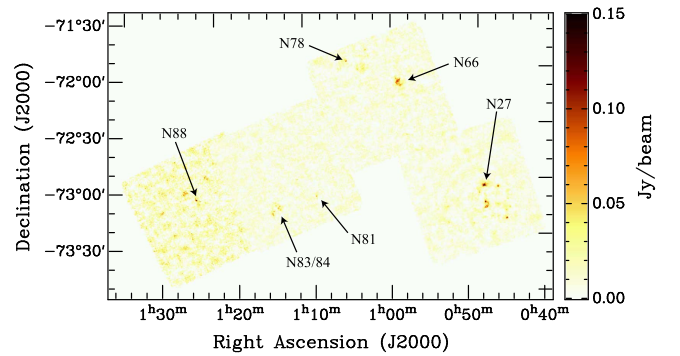 −71°30′
−72°00′
−72°30′
−73°00′
−73°30′
Declination (J2000)
N78
N66
N27
N88
N81
N83/84
1ʰ30ᵐ
1ʰ20ᵐ
1ʰ10ᵐ
1ʰ00ᵐ
0ʰ50ᵐ
0ʰ40ᵐ
Right Ascension (J2000)
0.15
0.10
0.05
0.00
Jy/beam